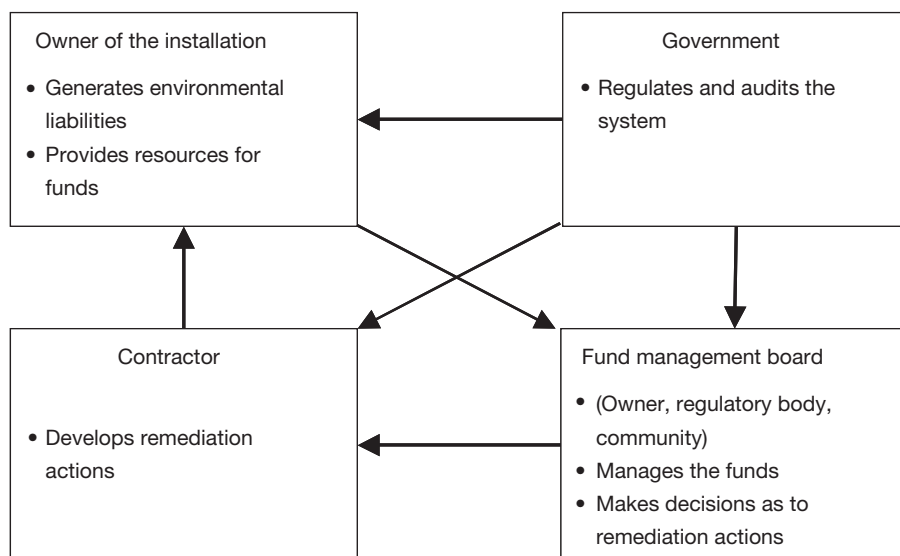 Owner of the installation
• Generates environmental
liabilities
• Provides resources for
funds
Government
• Regulates and audits the
system
Contractor
• Develops remediation
actions
Fund management board
• (Owner, regulatory body,
community)
• Manages the funds
• Makes decisions as to
remediation actions